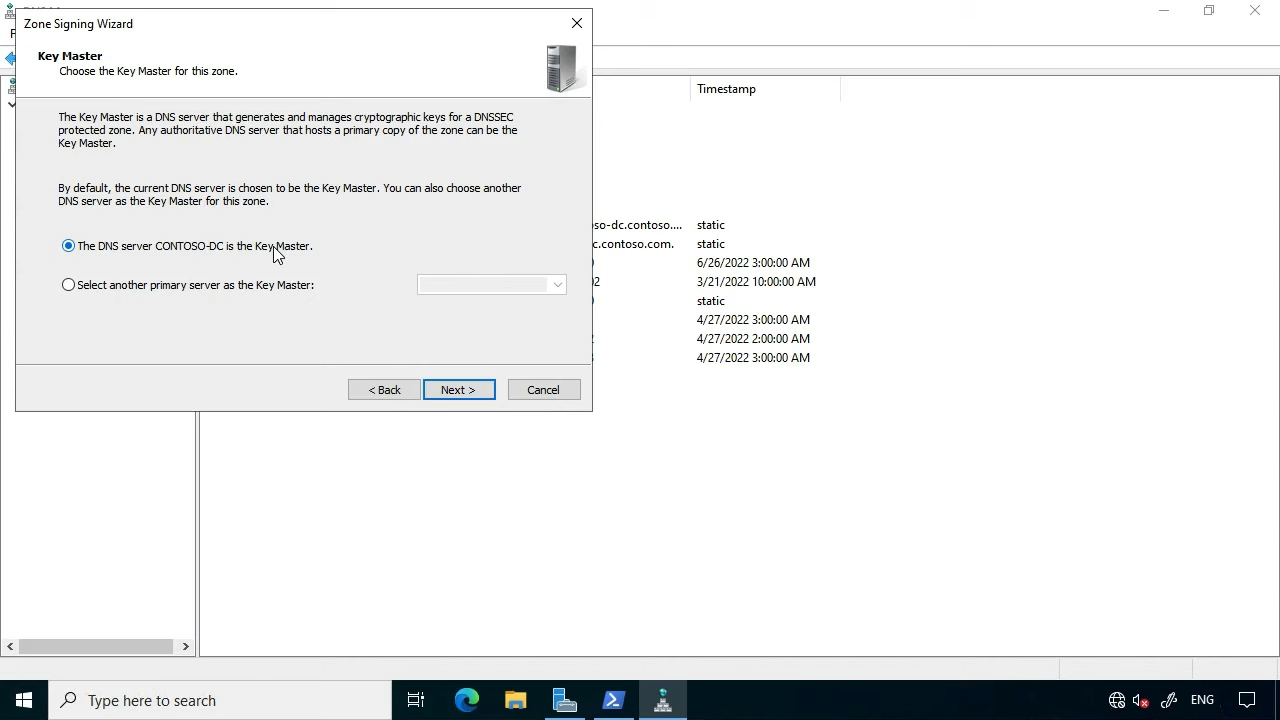 Zone Signing Wizard
Key Master
Choose the Key Master for this zone.
The Key Master is a DNS server that generates and manages cryptographic keys for a DNSSEC
protected zone. Any authoritative DNS server that hosts a primary copy of the zone can be the
Key Master.
By default, the current DNS server is chosen to be the Key Master. You can also choose another
DNS server as the Key Master for this zone.
The DNS server CONTOSO-DC is the Key Master.
Select another primary server as the Key Master:
< Back
Next >
Cancel
Timestamp
so-dc.contoso.... static
c.contoso.com. static
6/26/2022 3:00:00 AM
3/21/2022 10:00:00 AM
static
4/27/2022 3:00:00 AM
4/27/2022 2:00:00 AM
4/27/2022 3:00:00 AM
Type here to search
ENG